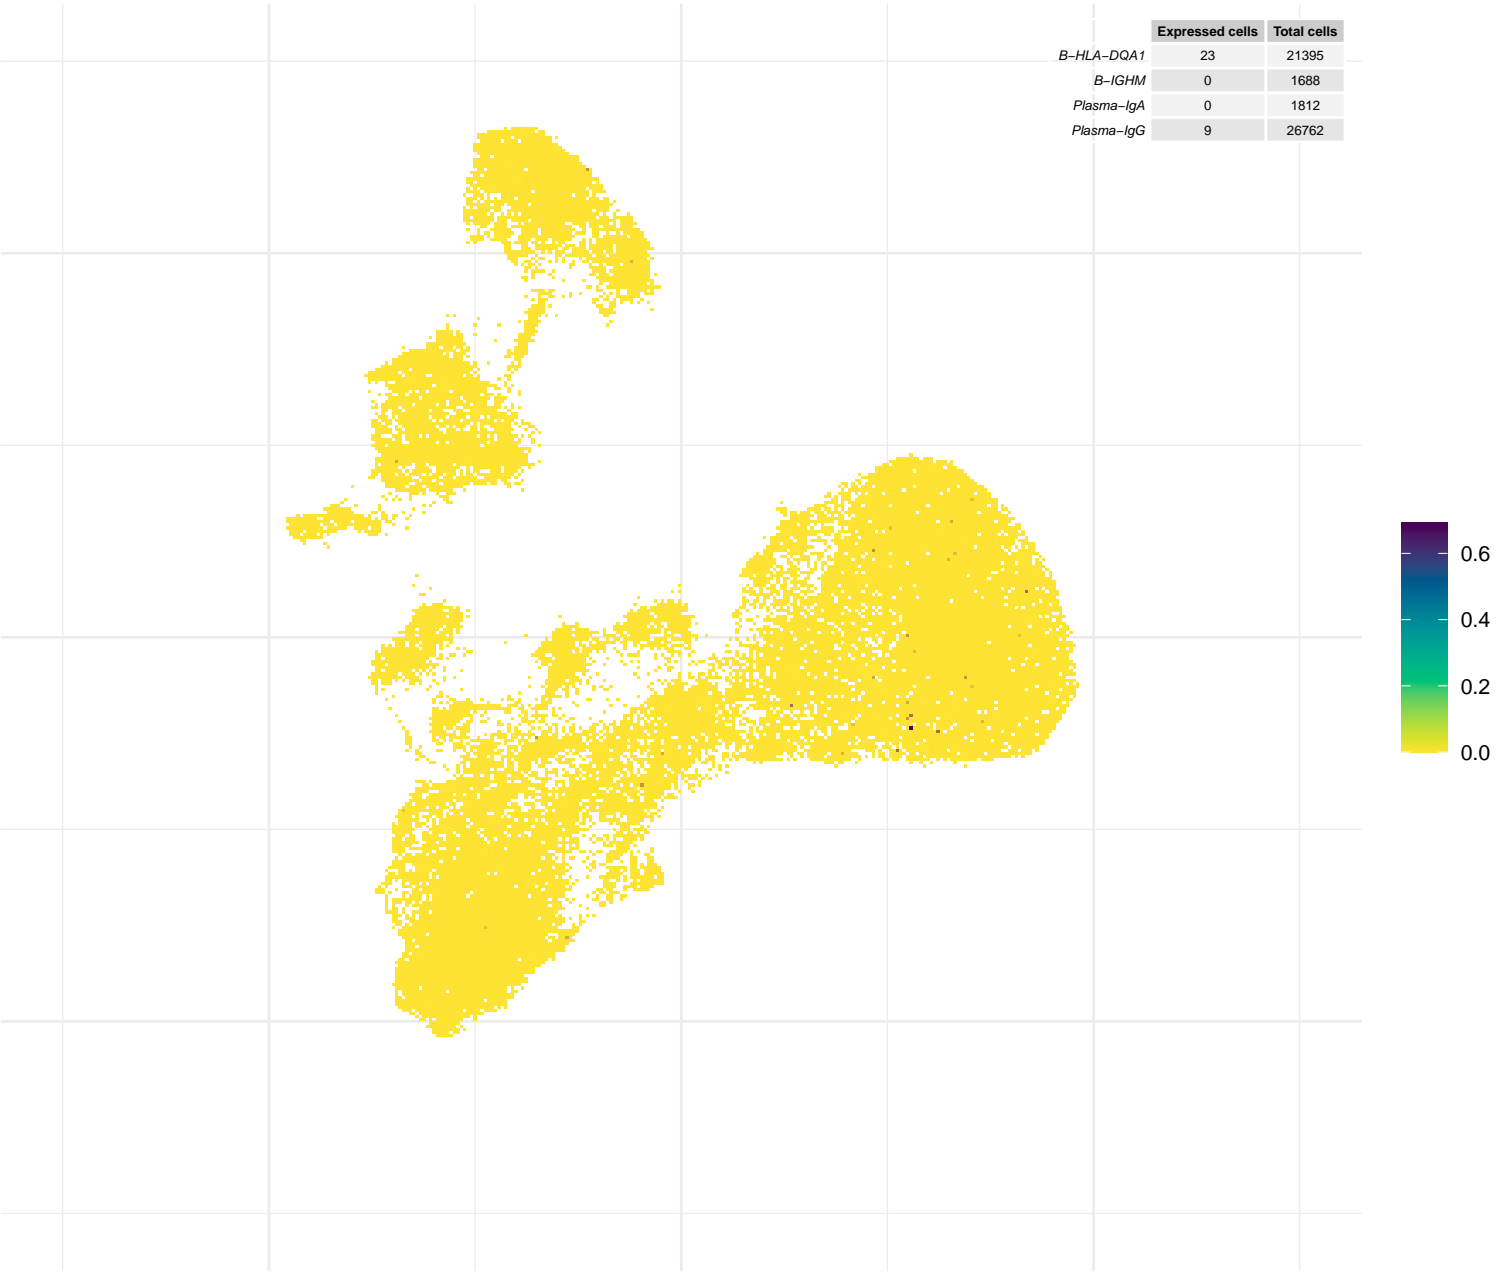 Expressed cells Total cells
B−HLA−DQA1 23 21395
B−IGHM 0 1688
Plasma−IgA 0 1812
Plasma−IgG 9 26762
0.6
0.4
0.2
0.0